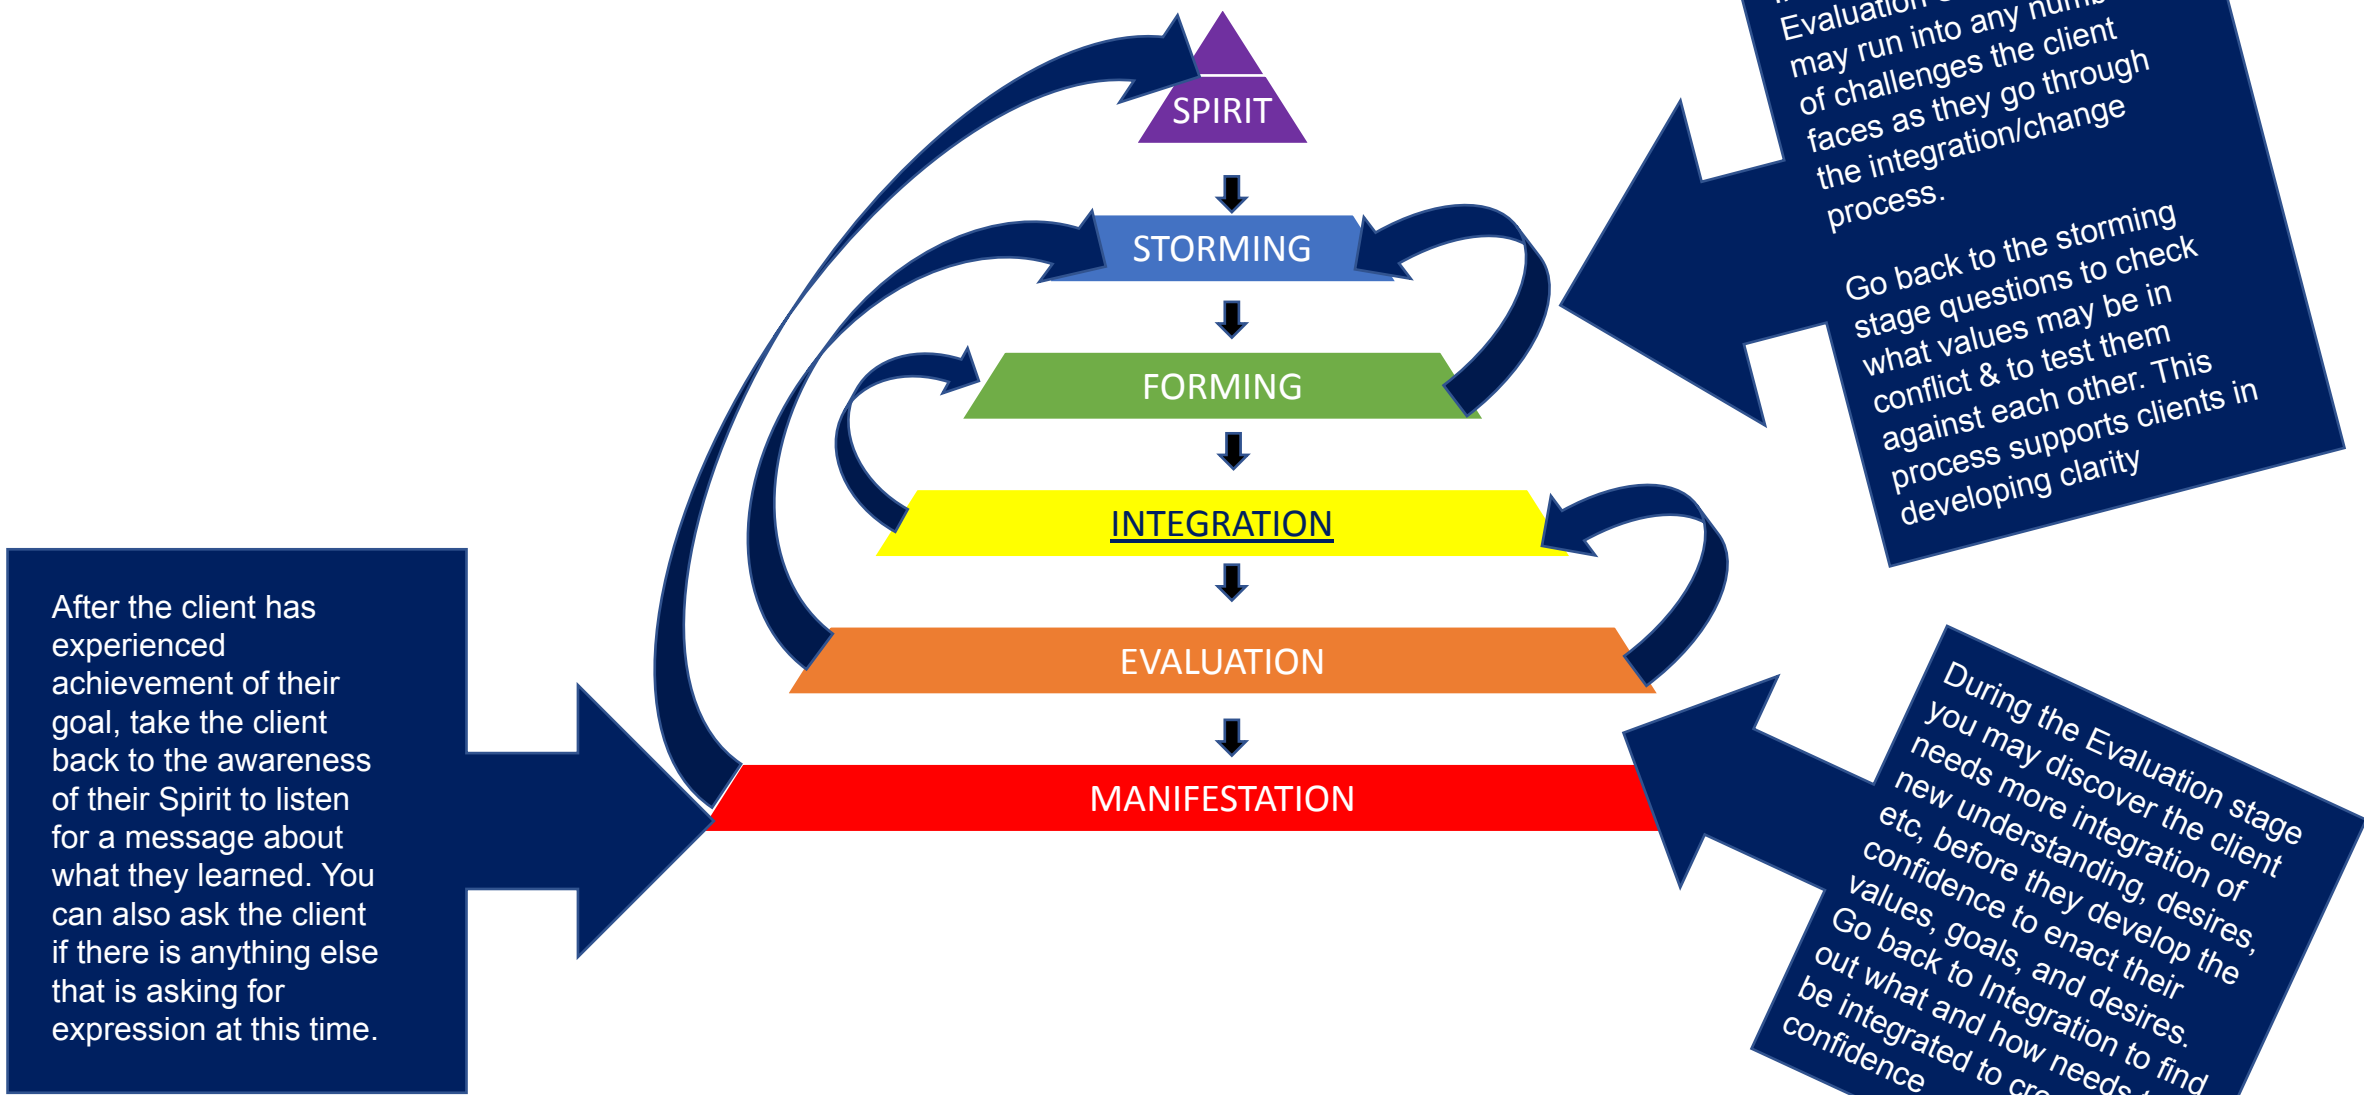 SPIRIT
STORMING
FORMING
INTEGRATION
EVALUATION
MANIFESTATION
After the client has
experienced
achievement of their
goal, take the client
back to the awareness
of their Spirit to listen
for a message about
what they learned. You
can also ask the client
if there is anything else
that is asking for
expression at this time.
Evaluation
may run into any
of challenges the client
faces as they go through
the integration/change
process.
Go back to the storming
stage questions to check
what values may be in
conflict & to test them
against each other. This
process supports clients in
developing clarity
During the Evaluation stage
you may discover the client
needs more integration of
new understanding, desires,
etc, before they develop the
confidence to enact their
values, goals, and desires.
Go back to Integration to find
out what and how needs
be integrated to
confidence